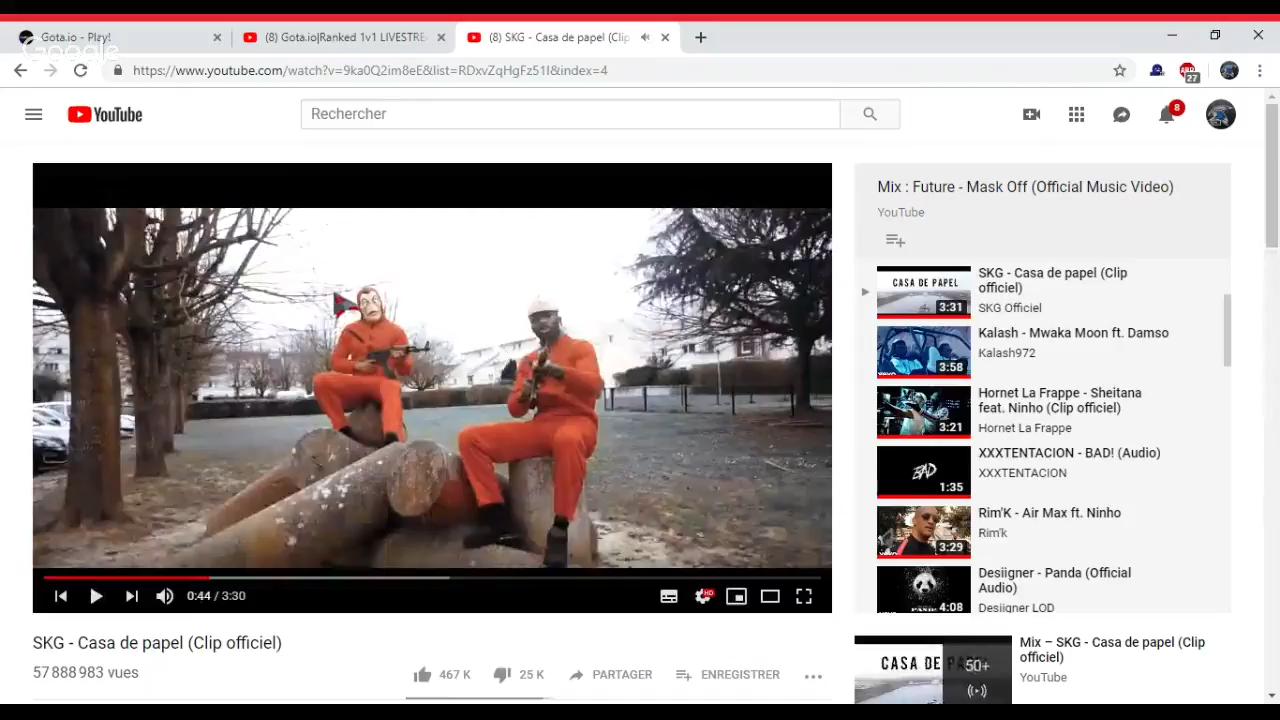 Gota.io - Play!
(8) Gota.io|Ranked 1v1 LIVESTRE
(8) SKG - Casa de papel (Clip
Google
https://www.youtube.com/watch?v=9ka0Q2im8eE&list=RDxvZqHgFz51I&index=4
27
YouTube
Rechercher
8
Mix : Future - Mask Off (Official Music Video)
YouTube
CASA DE PAPEL
3:31
SKG - Casa de papel (Clip
officiel)
SKG Officiel
3:58
Kalash - Mwaka Moon ft. Damso
Kalash972
3:21
Hornet La Frappe - Sheitana
feat. Ninho (Clip officiel)
Hornet La Frappe
BAD
1:35
XXXTENTACION - BAD! (Audio)
XXXTENTACION
3:29
Rim'K - Air Max ft. Ninho
Rim'k
PANDA
4:08
Desiigner - Panda (Official
Audio)
Desiigner LOD
0:44 / 3:30
HD
SKG - Casa de papel (Clip officiel)
57 888 983 vues
467 K
25 K
PARTAGER
ENREGISTRER
CASA DE PAPEL
50+
Mix – SKG - Casa de papel (Clip
officiel)
YouTube